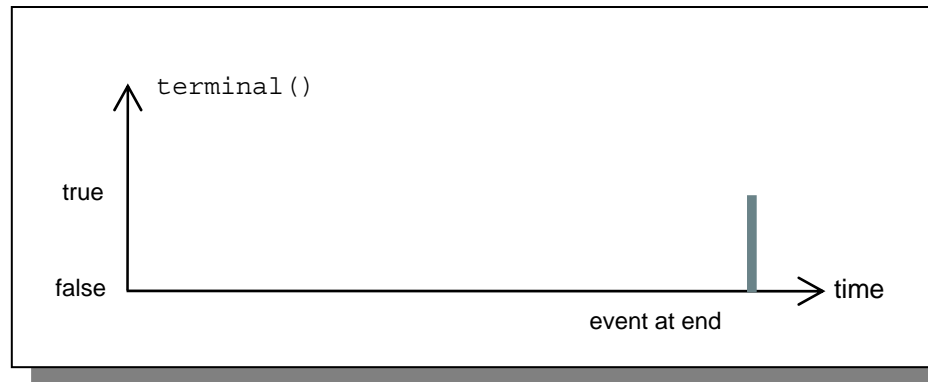 terminal()
true
false
time
event at end